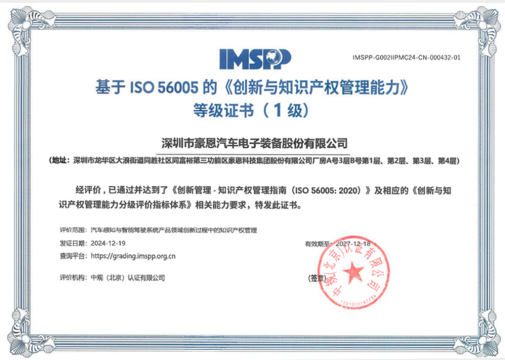 IMSPP
IMSPP-G002IIPMC24-CN-000432-01
基于 ISO 56005 的《创新与知识产权管理能力》
等级证书（1 级）
深圳市豪恩汽车电子装备股份有限公司
（地址：深圳市龙华区大浪街道同胜社区同富裕第三功能区豪恩科技集团股份有限公司厂房A号3层B号第1层、第2层、第3层、第4层）
经评价，已通过并达到了《创新管理 - 知识产权管理指南（ISO 56005: 2020）》及相应的《创新与知
识产权管理能力分级评价指标体系》相关能力要求，特发此证书。
评价范围：汽车感知与智能驾驶系统产品领域创新过程中的知识产权管理
发证日期：2024-12-19
有效期至：2027-12-18
查询平台：https://grading.imspp.org.cn
评价机构：中规（北京）认证有限公司
（签章）
中规（北京）认证有限公司